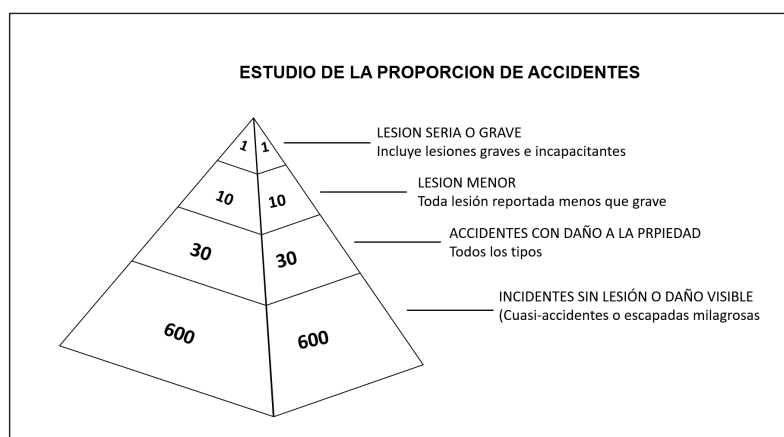 ESTUDIO DE LA PROPORCION DE ACCIDENTES
1 1
LESION SERIA O GRAVE
Incluye lesiones graves e incapacitantes
10 10
LESION MENOR
Toda lesión reportada menos que grave
30 30
ACCIDENTES CON DAÑO A LA PRPIEDAD
Todos los tipos
600 600
INCIDENTES SIN LESIÓN O DAÑO VISIBLE
(Cuasi-accidentes o escapadas milagrosas